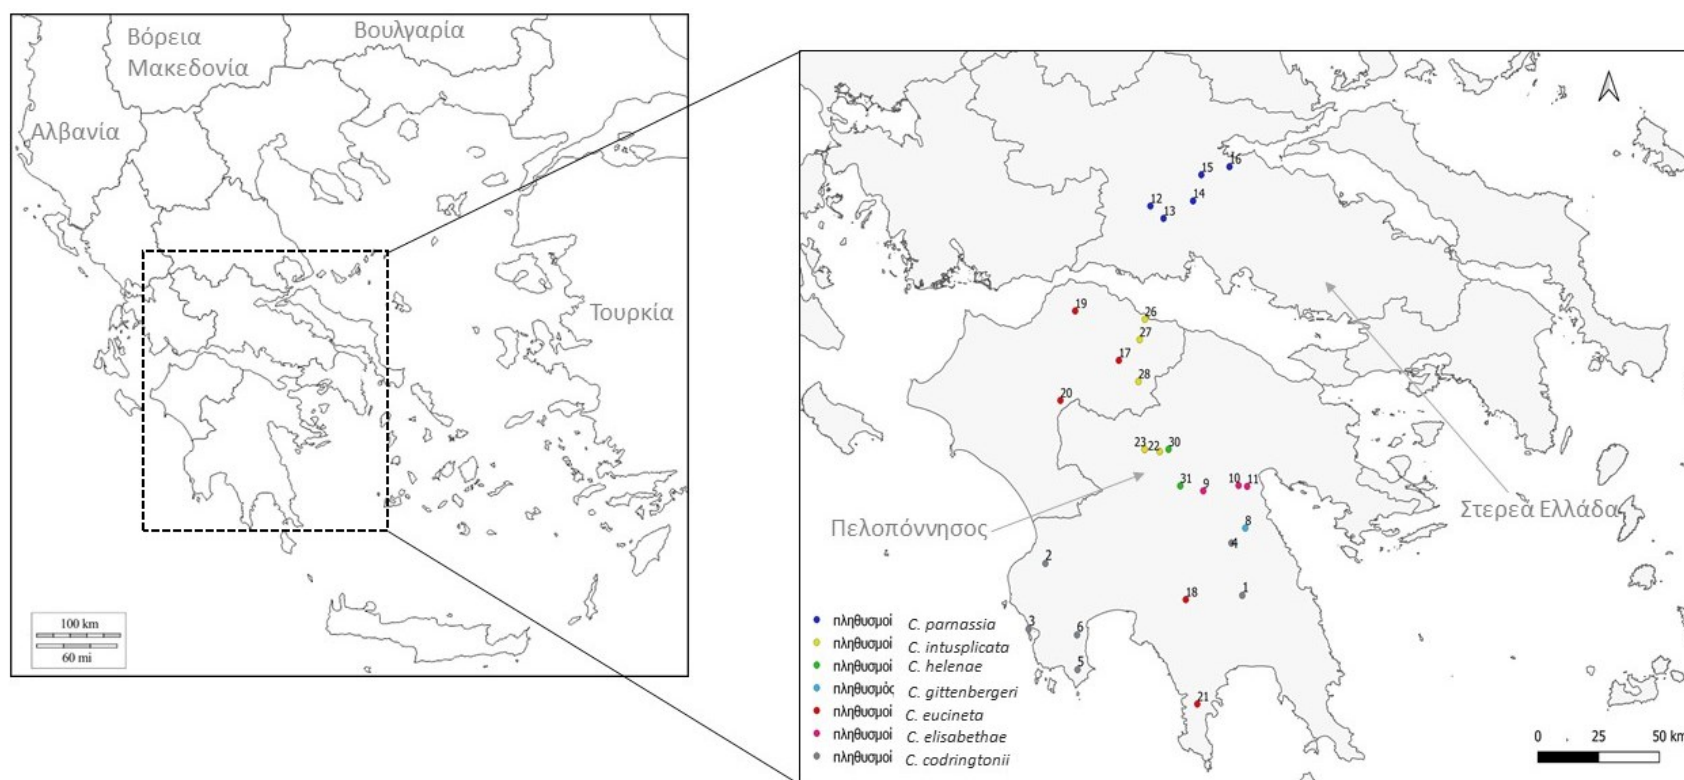 Βόρεια
Μακεδονία
Βουλγαρία
Αλβανία
Τουρκία
100 km
60 mi
15
16
12
13
14
19
26
27
17
28
20
23
22
30
31
9
10
11
8
4
2
1
18
3
6
5
21
Πελοπόννησος
Στερεά Ελλάδα
πληθυσμοί C. parnassia
πληθυσμοί C. intusplicata
πληθυσμοί C. helenae
πληθυσμός C. gittenbergeri
πληθυσμοί C. eucineta
πληθυσμοί C. elisabethae
πληθυσμοί C. codringtonii
0 25 50 km